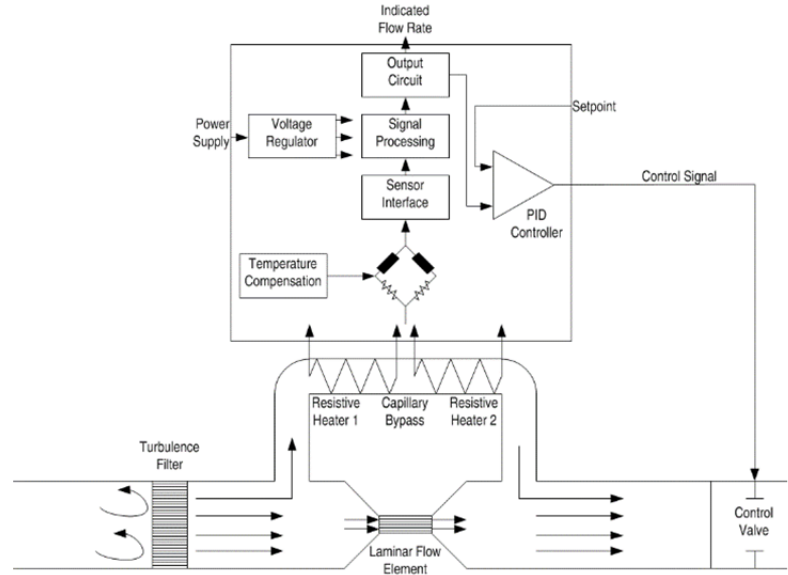 Indicated
Flow Rate
Output
Circuit
Setpoint
Power
Supply
Voltage
Regulator
Signal
Processing
Control Signal
Sensor
Interface
PID
Controller
Temperature
Compensation
Resistive
Heater 1
Capillary
Bypass
Resistive
Heater 2
Turbulence
Filter
Control
Valve
Laminar Flow
Element